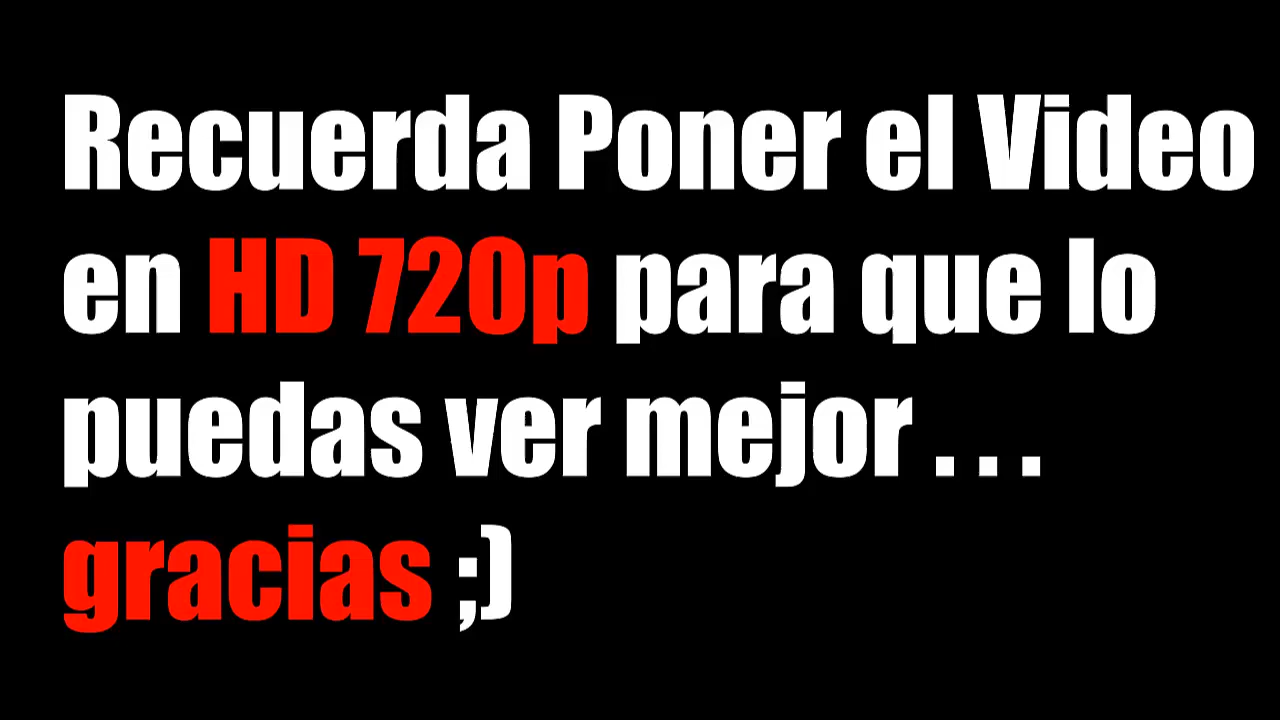 Recuerda Poner el Video
en HD 720p para que lo
puedas ver mejor . . .
gracias ;)